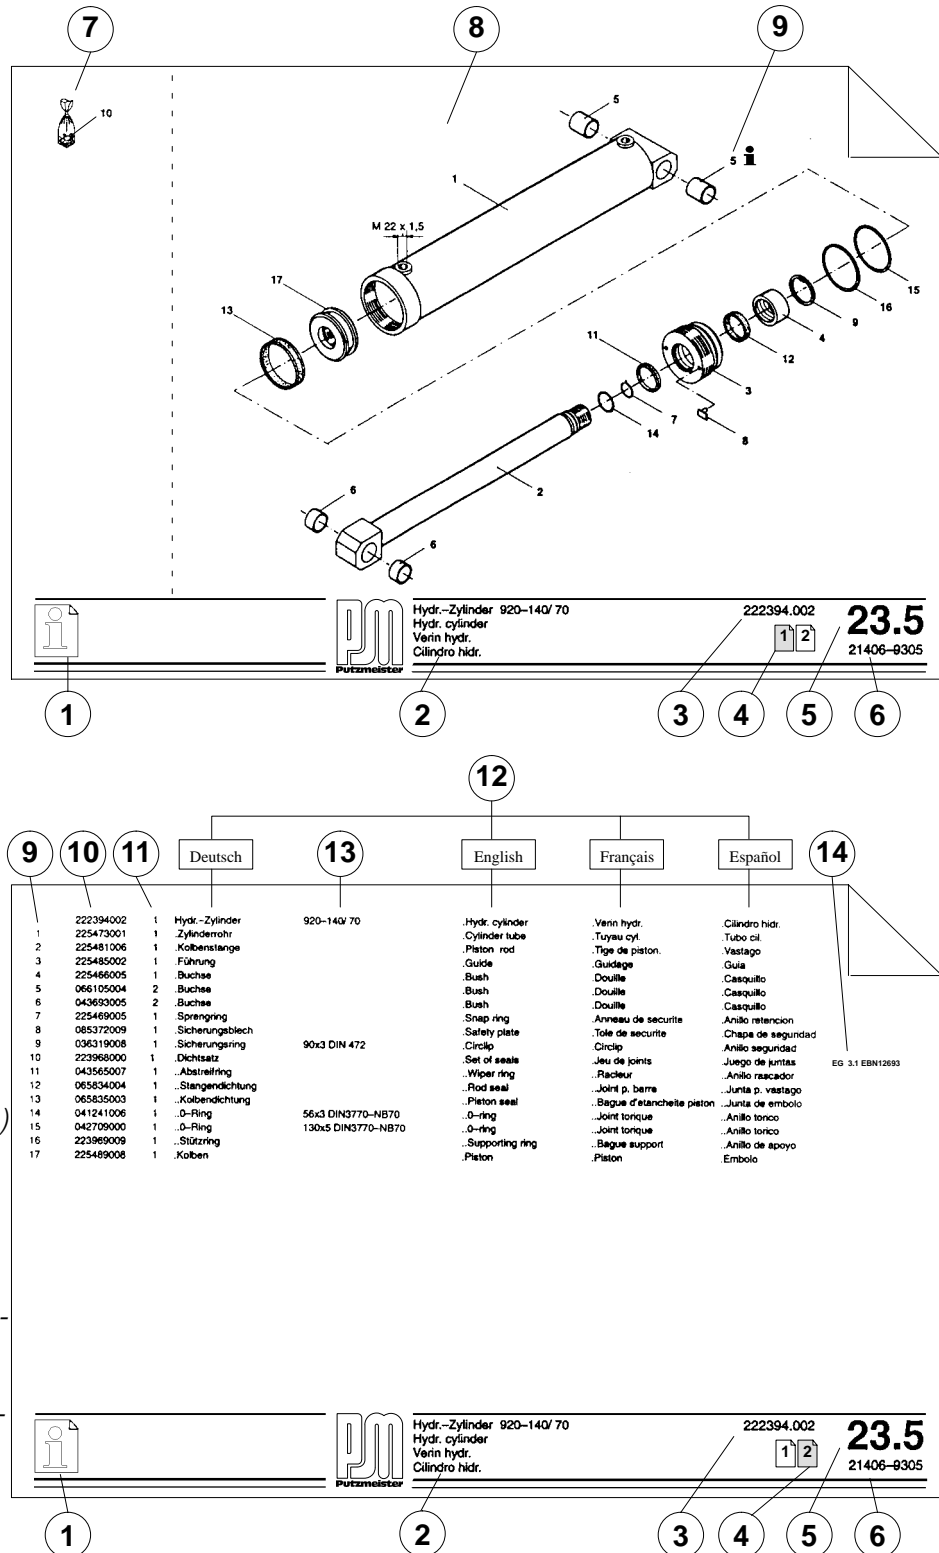 7 8 9
10
5
5 i
1
M 22 x 1,5
17
13
15
16
9
4
12
11
3
7
14
8
2
6
6
Hydr.–Zylinder 920–140/ 70
Hydr. cylinder
Verin hydr.
Cilindro hidr.
222394.002
1 2
23.5
21406–9305
i
PM
Putzmeister
1 2 3 4 5 6
12
9 10 11 Deutsch 13 English Français Español 14
222394002 1 Hydr.–Zylinder 920–140/ 70 .Hydr. cylinder .Verin hydr. .Cilindro hidr.
1 225473001 1 .Zylinderrohr .Cylinder tube .Tuyau cyl. .Tubo cil.
2 225481006 1 .Kolbenstange .Piston rod .Tige de piston. .Vastago
3 225485002 1 .Führung .Guide .Guidage .Guia
4 225466005 1 .Buchse .Bush .Douille .Casquillo
5 066105004 2 .Buchse .Bush .Douille .Casquillo
6 043693005 2 .Buchse .Bush .Douille .Casquillo
7 225469005 1 .Sprengring .Snap ring .Anneau de securite .Anillo retencion
8 085372009 1 .Sicherungsblech .Safety plate .Tole de securite .Chapa de seguridad
9 036319008 1 .Sicherungsring 90x3 DIN 472 .Circlip .Circlip .Anillo seguridad
10 223968000 1 .Dichtsatz .Set of seals .Jeu de joints .Juego de juntas EG 3.1 EBN12693
11 043565007 1 ..Abstreifring ..Wiper ring ..Racleur ..Anillo rascador
12 065834004 1 ..Stangendichtung ..Rod seal ..Joint p. barre ..Junta p. vastago
13 065835003 1 ..Kolbendichtung ..Piston seal ..Bague d'etancheite piston ..Junta de embolo
14 041241006 1 ..0–Ring 56x3 DIN3770–NB70 ..0–ring ..Joint torique ..Anillo torico
15 042709000 1 ..0–Ring 130x5 DIN3770–NB70 ..0–ring ..Joint torique ..Anillo torico
16 223969009 1 ..Stützring ..Supporting ring ..Bague support ..Anillo de apoyo
17 225489008 1 .Kolben .Piston .Piston .Embolo
Hydr.–Zylinder 920–140/ 70
Hydr. cylinder
Verin hydr.
Cilindro hidr.
222394.002
1 2
23.5
21406–9305
i
PM
Putzmeister
1 2 3 4 5 6